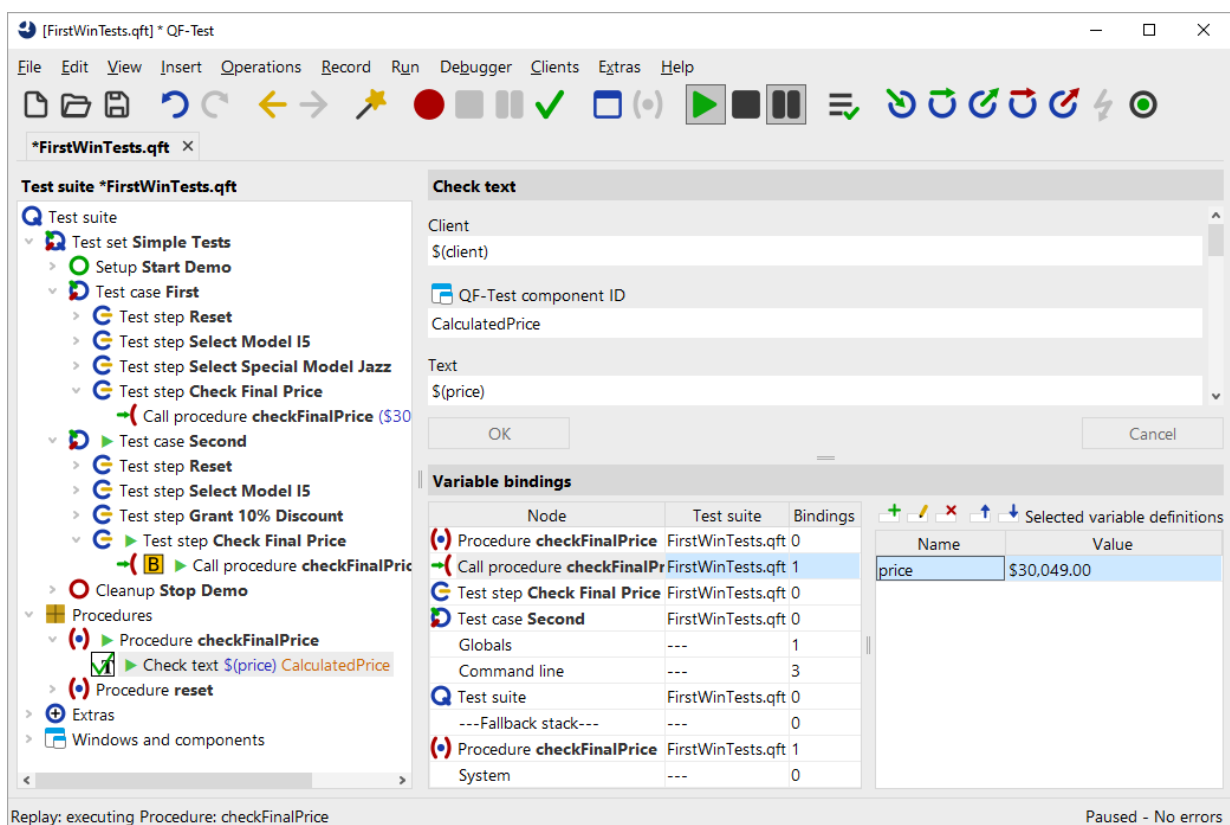 [FirstWinTests.qft] * QF-Test
File Edit View Insert Operations Record Run Debugger Clients Extras Help
*FirstWinTests.qft
Test suite *FirstWinTests.qft
Test suite
Test set Simple Tests
Setup Start Demo
Test case First
Test step Reset
Test step Select Model I5
Test step Select Special Model Jazz
Test step Check Final Price
Call procedure checkFinalPrice ($30
Test case Second
Test step Reset
Test step Select Model I5
Test step Grant 10% Discount
Test step Check Final Price
B Call procedure checkFinalPric
Cleanup Stop Demo
Procedures
Procedure checkFinalPrice
Check text $(price) CalculatedPrice
Procedure reset
Extras
Windows and components
Check text
Client
$(client)
QF-Test component ID
CalculatedPrice
Text
$(price)
OK Cancel
Variable bindings
Node Test suite Bindings
Procedure checkFinalPrice FirstWinTests.qft 0
Call procedure checkFinalPr FirstWinTests.qft 1
Test step Check Final Price FirstWinTests.qft 0
Test case Second FirstWinTests.qft 0
Globals --- 1
Command line --- 3
Test suite FirstWinTests.qft 0
---Fallback stack--- --- 0
Procedure checkFinalPrice FirstWinTests.qft 1
System --- 0
Selected variable definitions
Name Value
price $30,049.00
Replay: executing Procedure: checkFinalPrice
Paused - No errors